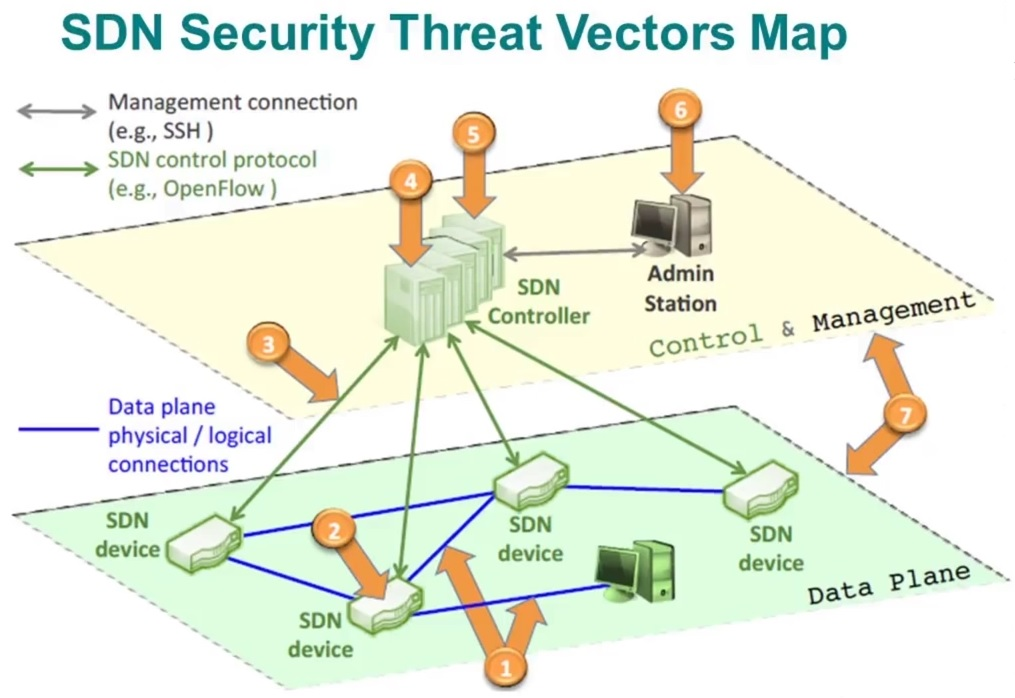 SDN Security Threat Vectors Map
Management connection
(e.g., SSH )
SDN control protocol
(e.g., OpenFlow )
4
5
6
SDN
Controller
Admin
Station
Control & Management
3
Data plane
physical / logical
connections
7
SDN
device
2
SDN
device
SDN
device
SDN
device
1
Data Plane